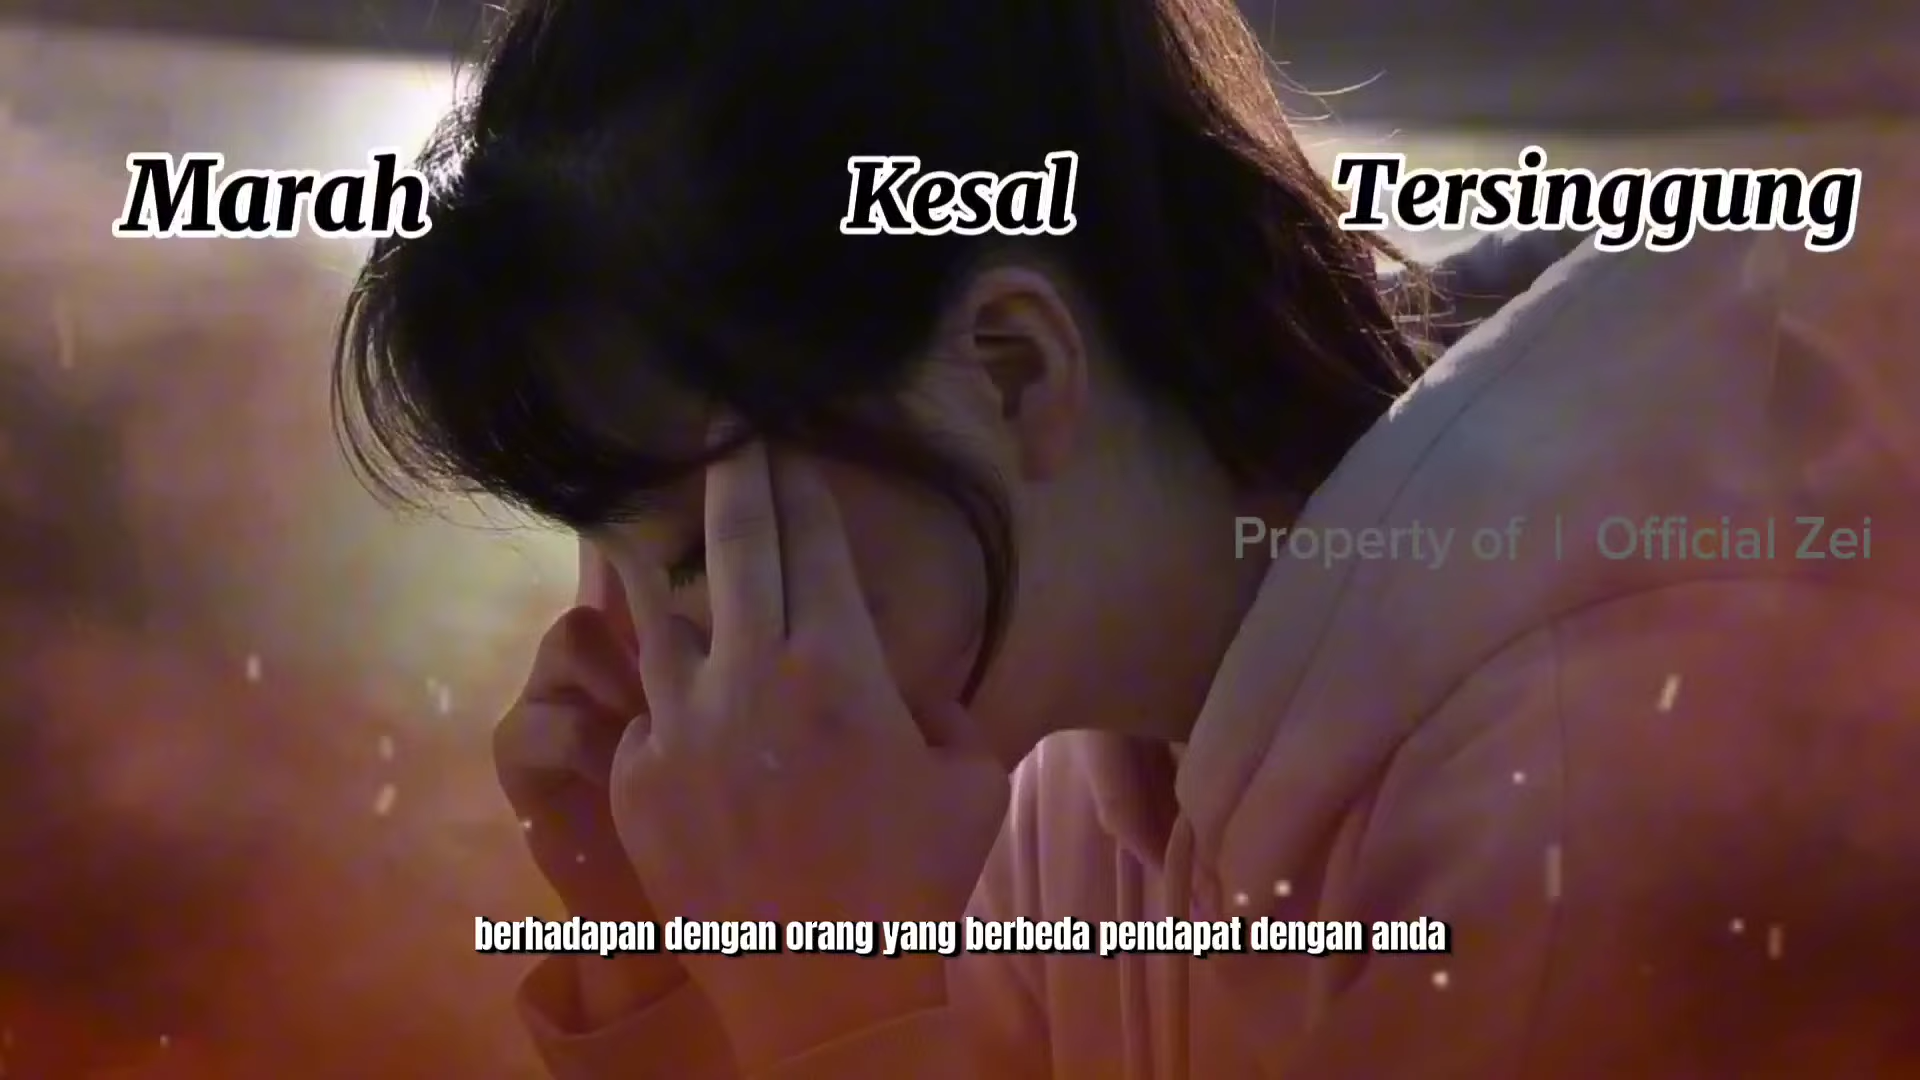 Marah Kesal Tersinggung
Property of | Official Zei
berhadapan dengan orang yang berbeda pendapat dengan anda